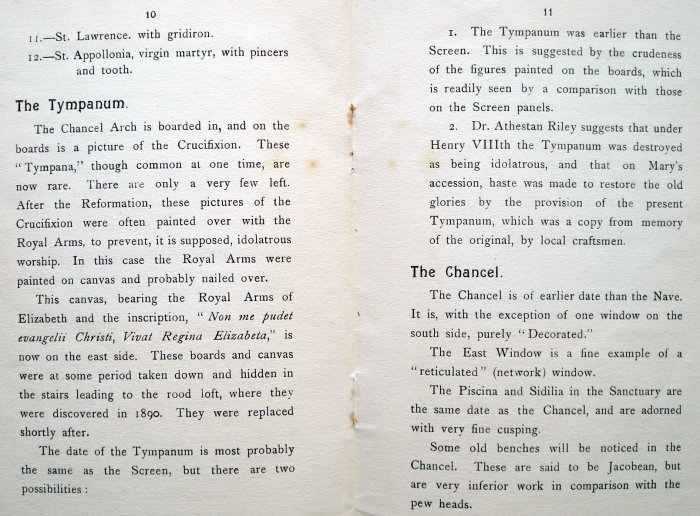 10
11.—St. Lawrence. with gridiron.
12.—St. Appollonia, virgin martyr, with pincers
and tooth.
The Tympanum.
The Chancel Arch is boarded in, and on the
boards is a picture of the Crucifixion. These
"Tympana," though common at one time, are
now rare. There are only a very few left.
After the Reformation, these pictures of the
Crucifixion were often painted over with the
Royal Arms, to prevent, it is supposed, idolatrous
worship. In this case the Royal Arms were
painted on canvas and probably nailed over.
This canvas, bearing the Royal Arms of
Elizabeth and the inscription, "Non me pudet
evangelii Christi, Vivat Regina Elizabeta," is
now on the east side. These boards and canvas
were at some period taken down and hidden in
the stairs leading to the rood loft, where they
were discovered in 1890. They were replaced
shortly after.
The date of the Tympanum is most probably
the same as the Screen, but there are two
possibilities:
11
1. The Tympanum was earlier than the
Screen. This is suggested by the crudeness
of the figures painted on the boards, which
is readily seen by a comparison with those
on the Screen panels.
2. Dr. Athestan Riley suggests that under
Henry VIIIth the Tympanum was destroyed
as being idolatrous, and that on Mary's
accession, haste was made to restore the old
glories by the provision of the present
Tympanum, which was a copy from memory
of the original, by local craftsmen.
The Chancel.
The Chancel is of earlier date than the Nave.
It is, with the exception of one window on the
south side, purely "Decorated."
The East Window is a fine example of a
"reticulated" (network) window.
The Piscina and Sidilia in the Sanctuary are
the same date as the Chancel, and are adorned
with very fine cusping.
Some old benches will be noticed in the
Chancel. These are said to be Jacobean, but
are very inferior work in comparison with the
pew heads.